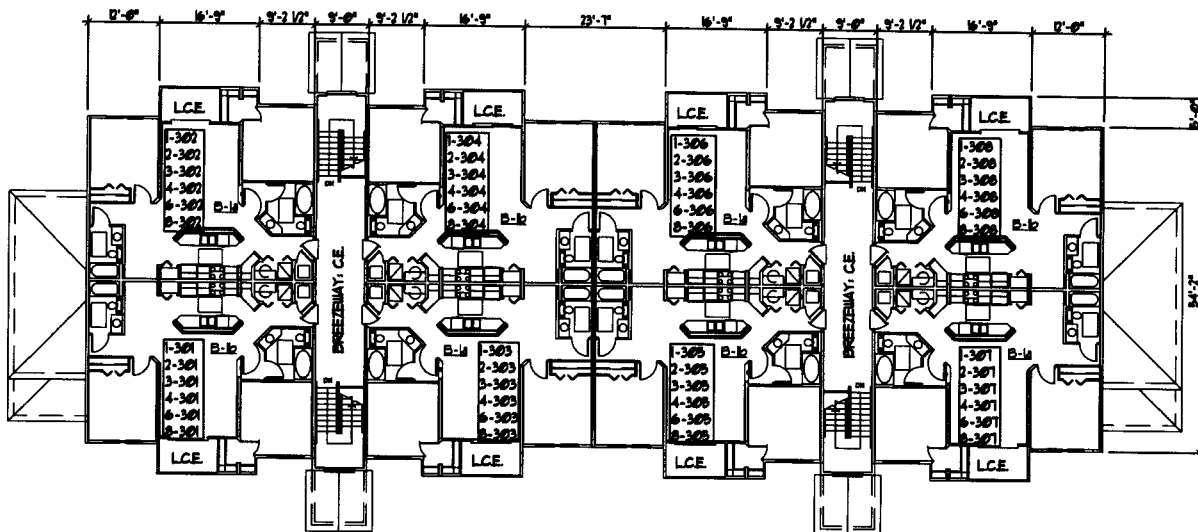 12'-0" 16'-9" 9'-2 1/2" 9'-0" 9'-2 1/2" 16'-9" 23'-7" 16'-9" 9'-2 1/2" 9'-0" 9'-2 1/2" 16'-9" 12'-0"
L.C.E.
L.C.E.
L.C.E.
L.C.E.
1-302
2-302
3-302
4-302
6-302
8-302
B-1a
DN
1-304
2-304
3-304
4-304
6-304
8-304
B-1b
1-306
2-306
3-306
4-306
6-306
8-306
B-1a
DN
1-308
2-308
3-308
4-308
6-308
8-308
B-1b
BREEZEWAY: C.E.
BREEZEWAY: C.E.
54'-2"
1-301
2-301
3-301
4-301
6-301
8-301
B-1b
DN
1-303
2-303
3-303
4-303
6-303
8-303
B-1a
1-305
2-305
3-305
4-305
6-305
8-305
B-1b
DN
1-307
2-307
3-307
4-307
6-307
8-307
B-1a
L.C.E.
L.C.E.
L.C.E.
L.C.E.